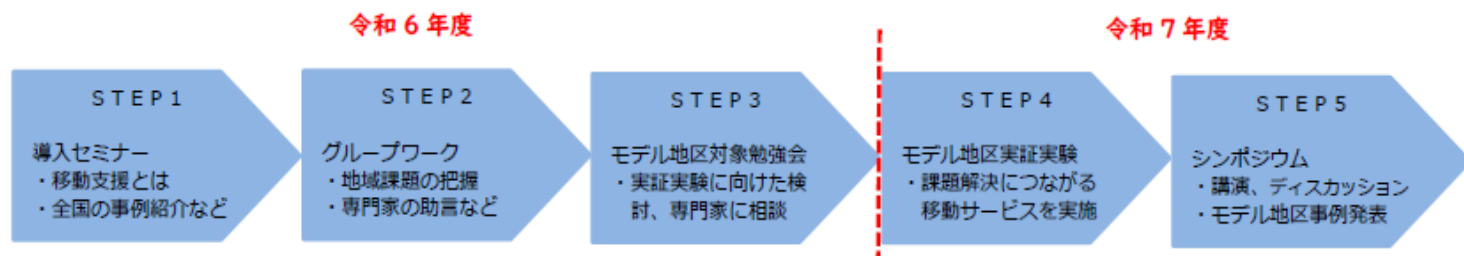 令和６年度
令和７年度
ＳＴＥＰ１
導入セミナー
・移動支援とは
・全国の事例紹介など
ＳＴＥＰ２
グループワーク
・地域課題の把握
・専門家の助言など
ＳＴＥＰ３
モデル地区対象勉強会
・実証実験に向けた検
討、専門家に相談
ＳＴＥＰ４
モデル地区実証実験
・課題解決につながる
移動サービスを実施
ＳＴＥＰ５
シンポジウム
・講演、ディスカッション
・モデル地区事例発表